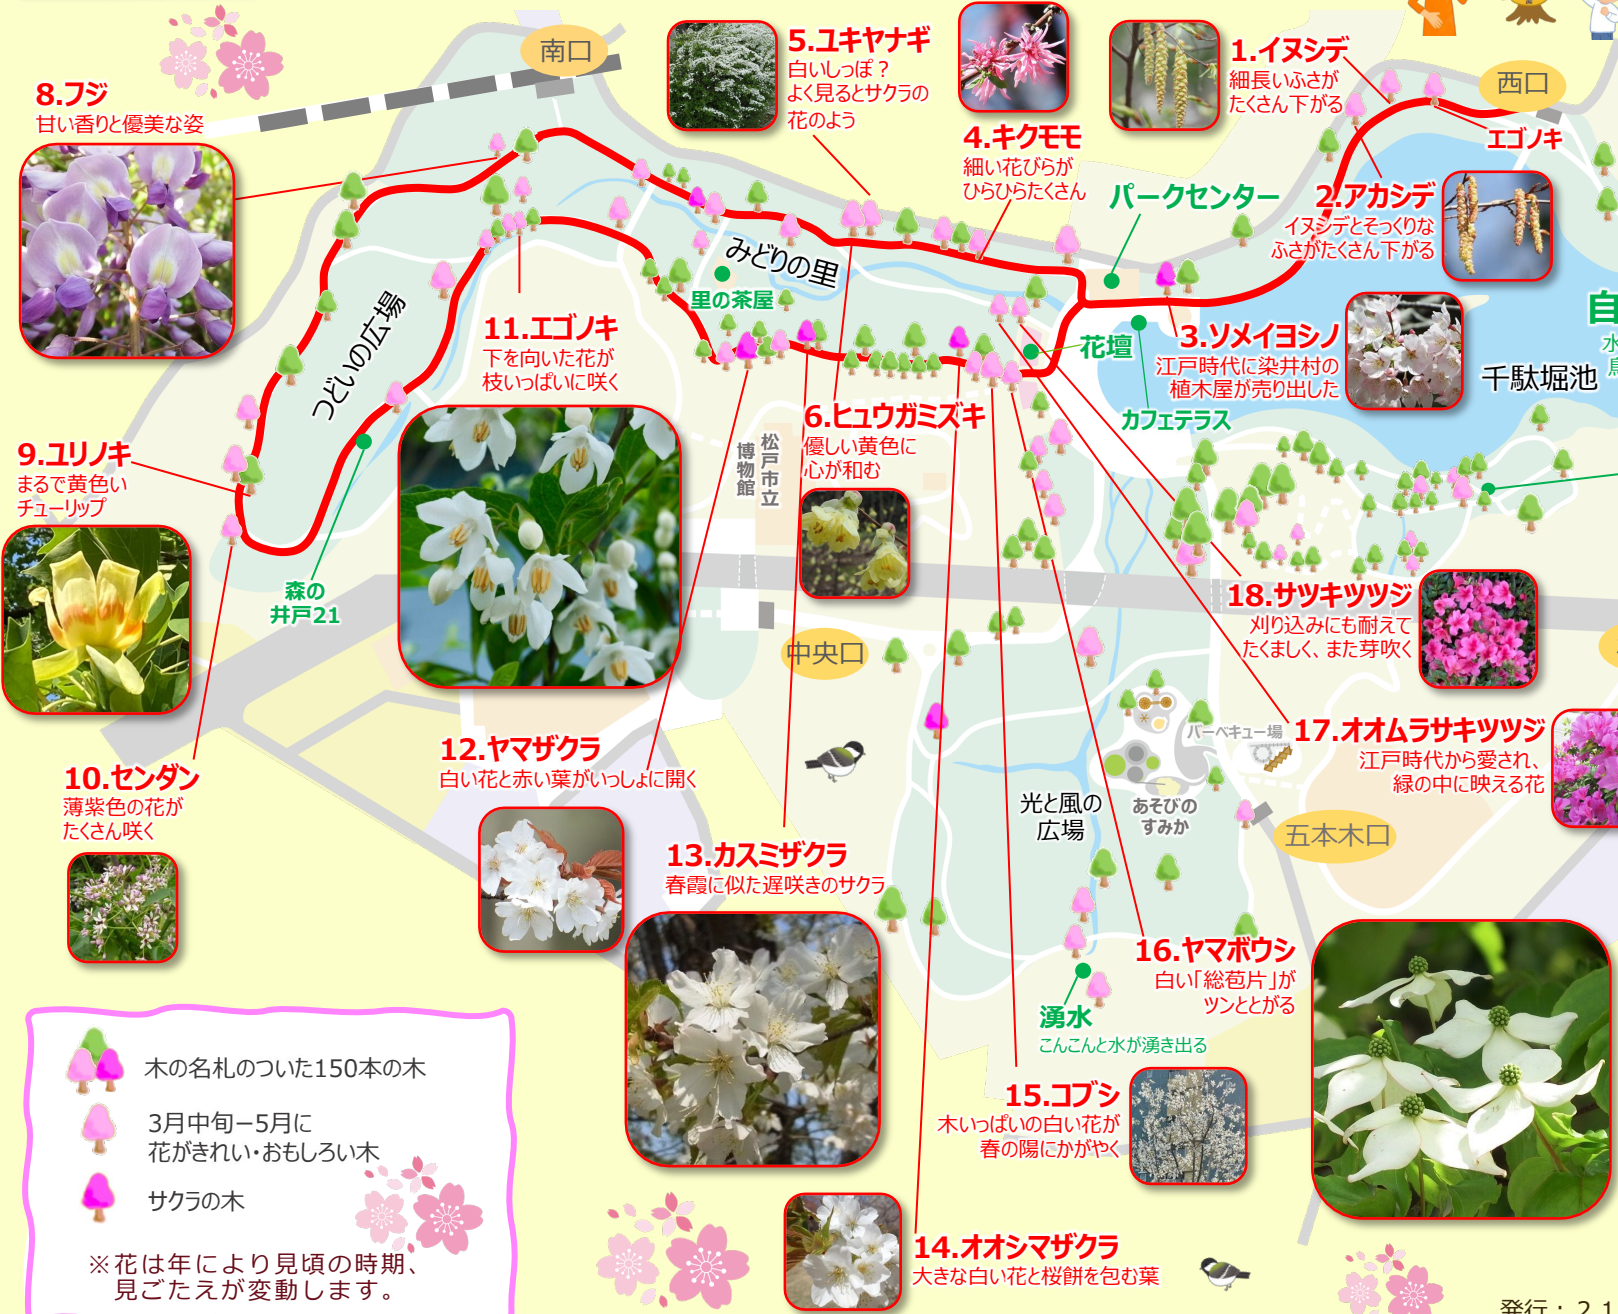 南口
8.フジ
甘い香りと優美な姿
5.ユキヤナギ
白いしっぽ？
よく見るとサクラの
花のよう
4.キクモモ
細い花びらが
ひらひらたくさん
1.イヌシデ
細長いふさが
たくさん下がる
西口
エゴノキ
2.アカシデ
イヌシデとそっくりな
ふさがたくさん下がる
パークセンター
みどりの里
里の茶屋
つどいの広場
11.エゴノキ
下を向いた花が
枝いっぱいに咲く
3.ソメイヨシノ
江戸時代に染井村の
植木屋が売り出した
花壇
カフェテラス
千駄堀池
自
水
9.ユリノキ
まるで黄色い
チューリップ
6.ヒュウガミズキ
優しい黄色に
心が和む
松戸市立
博物館
森の
井戸21
中央口
18.サツキツツジ
刈り込みにも耐えて
たくましく、また芽吹く
17.オオムラサキツツジ
江戸時代から愛され、
緑の中に映える花
バーベキュー場
あそびの
すみか
光と風の
広場
五本木口
10.センダン
薄紫色の花が
たくさん咲く
12.ヤマザクラ
白い花と赤い葉がいっしょに開く
13.カスミザクラ
春霞に似た遅咲きのサクラ
16.ヤマボウシ
白い「総苞片」が
ツンととがる
湧水
こんこんと水が湧き出る
15.コブシ
木いっぱいの白い花が
春の陽にかがやく
14.オオシマザクラ
大きな白い花と桜餅を包む葉
木の名札のついた150本の木
3月中旬－5月に
花がきれい・おもしろい木
サクラの木
※花は年により見頃の時期、
見ごたえが変動します。
発行：21